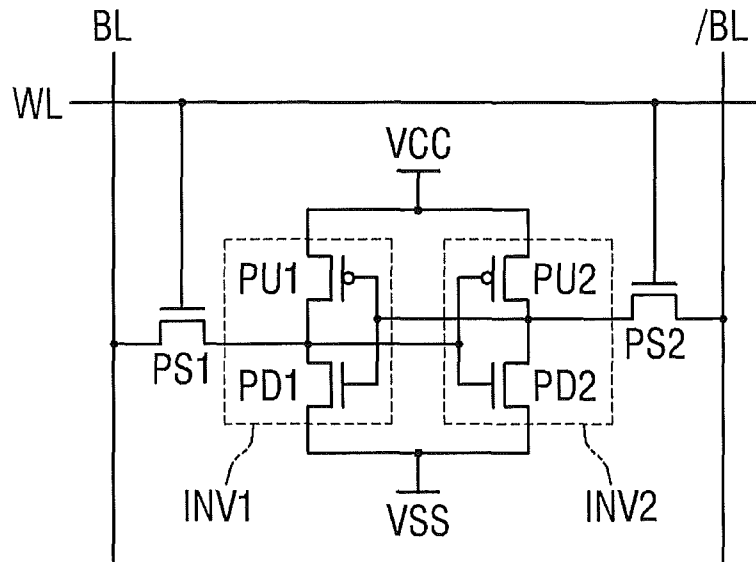 BL
/BL
WL
VCC
PU1
PU2
PS1
PS2
PD1
PD2
INV1
VSS
INV2